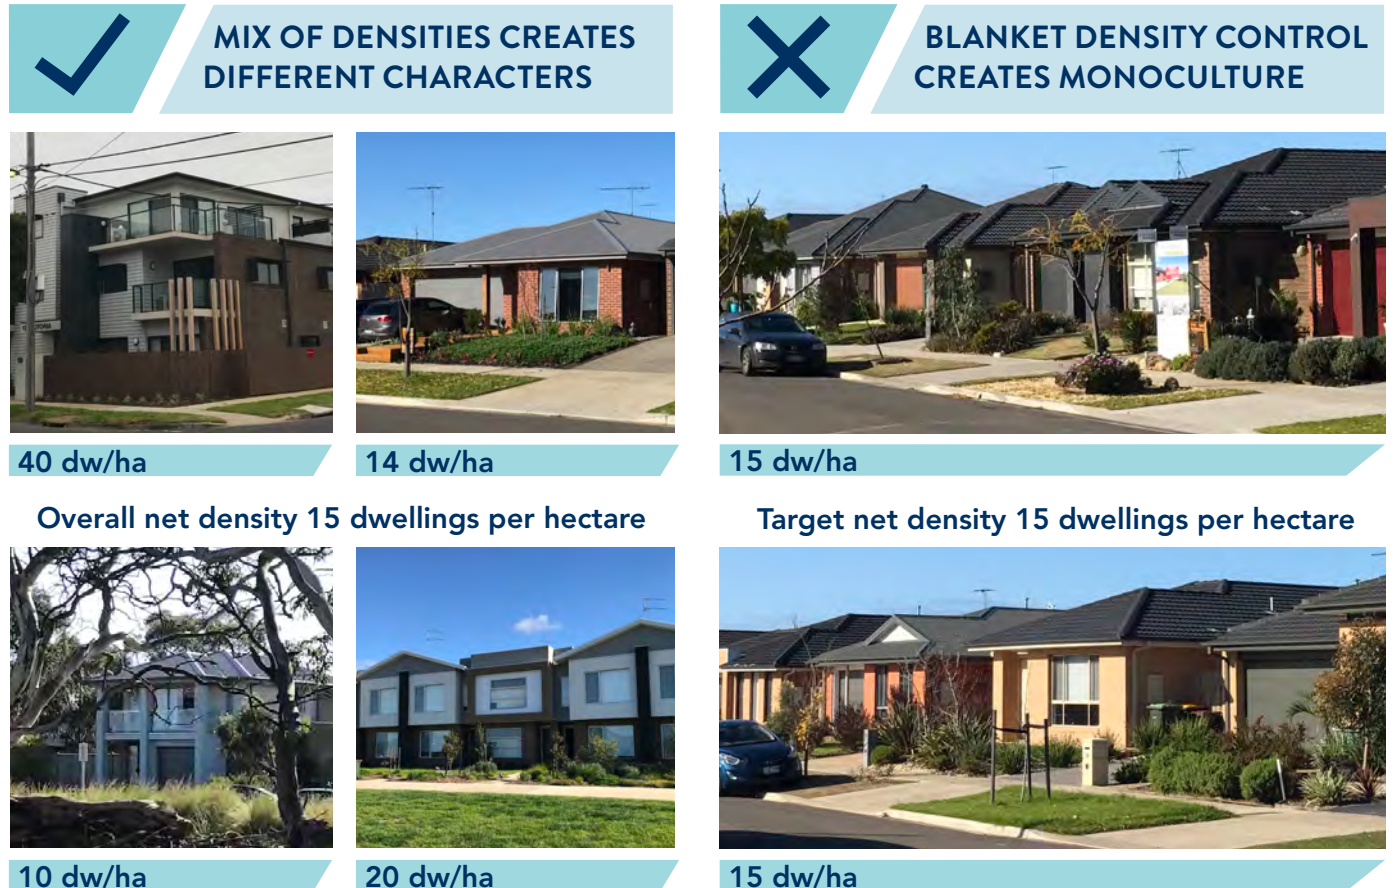 MIX OF DENSITIES CREATES
DIFFERENT CHARACTERS
40 dw/ha
14 dw/ha
Overall net density 15 dwellings per hectare
10 dw/ha
20 dw/ha
BLANKET DENSITY CONTROL
CREATES MONOCULTURE
15 dw/ha
Target net density 15 dwellings per hectare
15 dw/ha